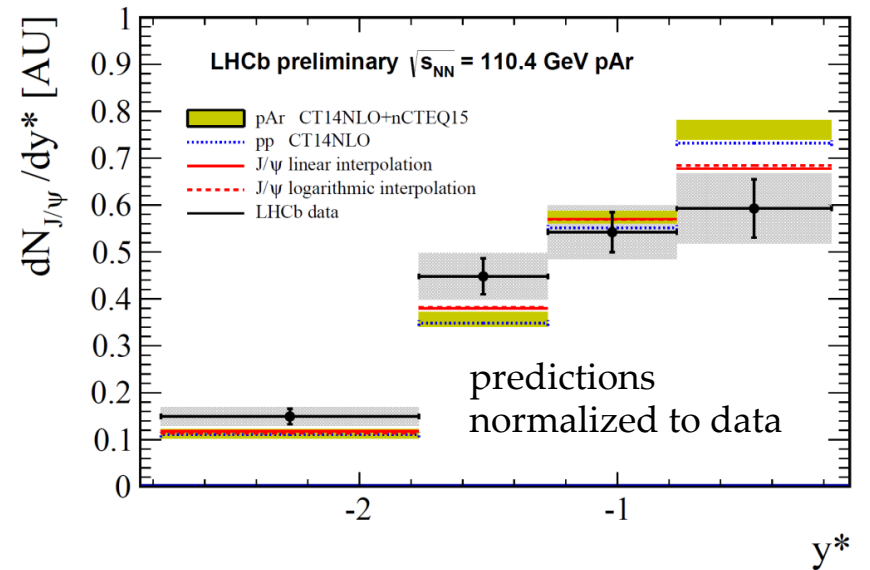 LHCb preliminary √sNN = 110.4 GeV pAr
pAr CT14NLO+nCTEQ15
pp CT14NLO
J/ψ linear interpolation
J/ψ logarithmic interpolation
LHCb data
predictions
normalized to data
dN_J/ψ /dy* [AU]
1
0.9
0.8
0.7
0.6
0.5
0.4
0.3
0.2
0.1
0
-2 -1
y*